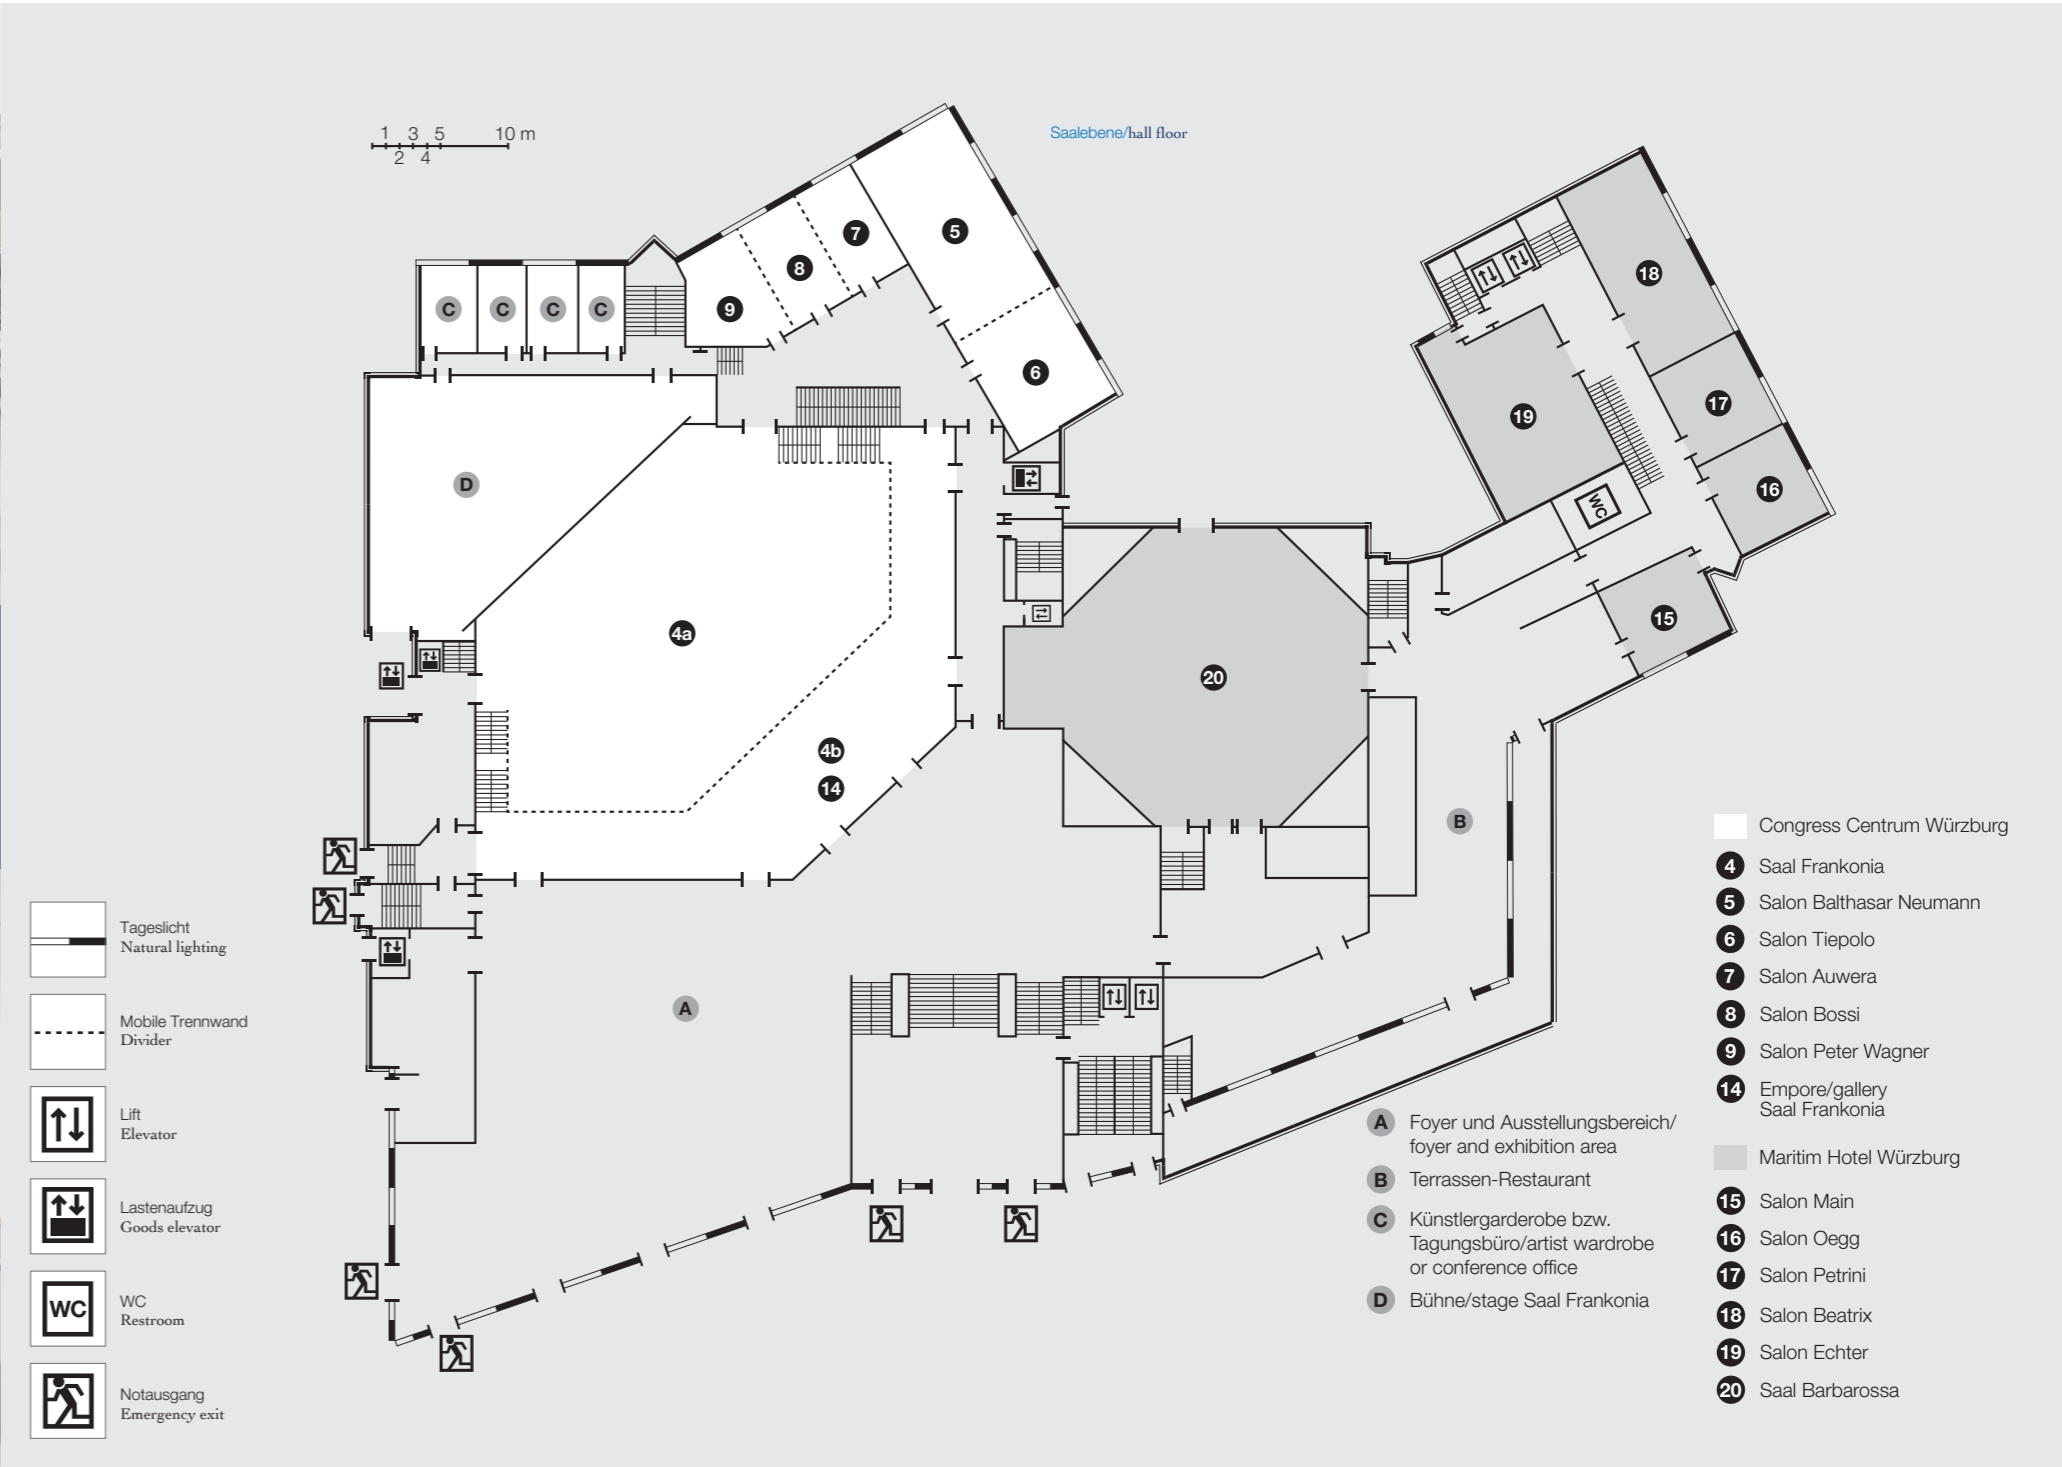 1 3 5 10 m
2 4
Saalebene/hall floor
5
7
8
9
C C C C
6
D
4a
4b
14
20
18
17
19
16
WC
15
A
B
Tageslicht
Natural lighting
Mobile Trennwand
Divider
Lift
Elevator
Lastenaufzug
Goods elevator
WC
WC
Restroom
Notausgang
Emergency exit
A Foyer und Ausstellungsbereich/
foyer and exhibition area
B Terrassen-Restaurant
C Künstlergarderobe bzw.
Tagungsbüro/artist wardrobe
or conference office
D Bühne/stage Saal Frankonia
Congress Centrum Würzburg
4 Saal Frankonia
5 Salon Balthasar Neumann
6 Salon Tiepolo
7 Salon Auwera
8 Salon Bossi
9 Salon Peter Wagner
14 Empore/gallery
Saal Frankonia
Maritim Hotel Würzburg
15 Salon Main
16 Salon Oegg
17 Salon Petrini
18 Salon Beatrix
19 Salon Echter
20 Saal Barbarossa